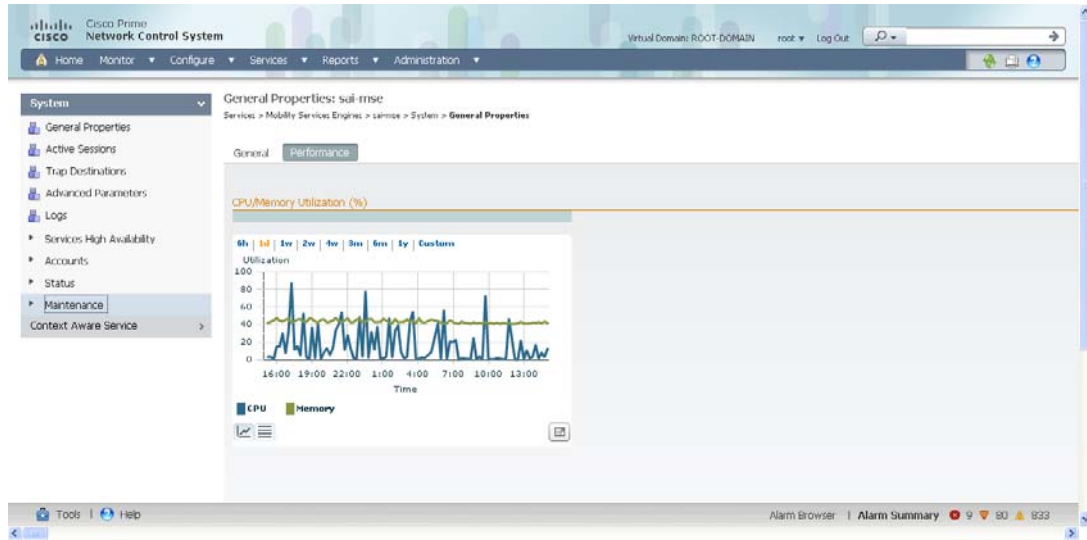 Cisco Prime
CISCO Network Control System
Virtual Domain: ROOT-DOMAIN root Log Out
Home Monitor Configure Services Reports Administration
System
General Properties
Active Sessions
Trap Destinations
Advanced Parameters
Logs
Services High Availability
Accounts
Status
Maintenance
Context Aware Service
General Properties: sai-mse
Services > Mobility Services Engines > sai-mse > System > General Properties
General Performance
CPU/Memory Utilization (%)
6h | 1d | 1w | 2w | 4w | 3m | 6m | 1y | Custom
Utilization
100
80
60
40
20
0
16:00 19:00 22:00 1:00 4:00 7:00 10:00 13:00
Time
CPU Memory
Tools | Help
Alarm Browser | Alarm Summary 9 80 833